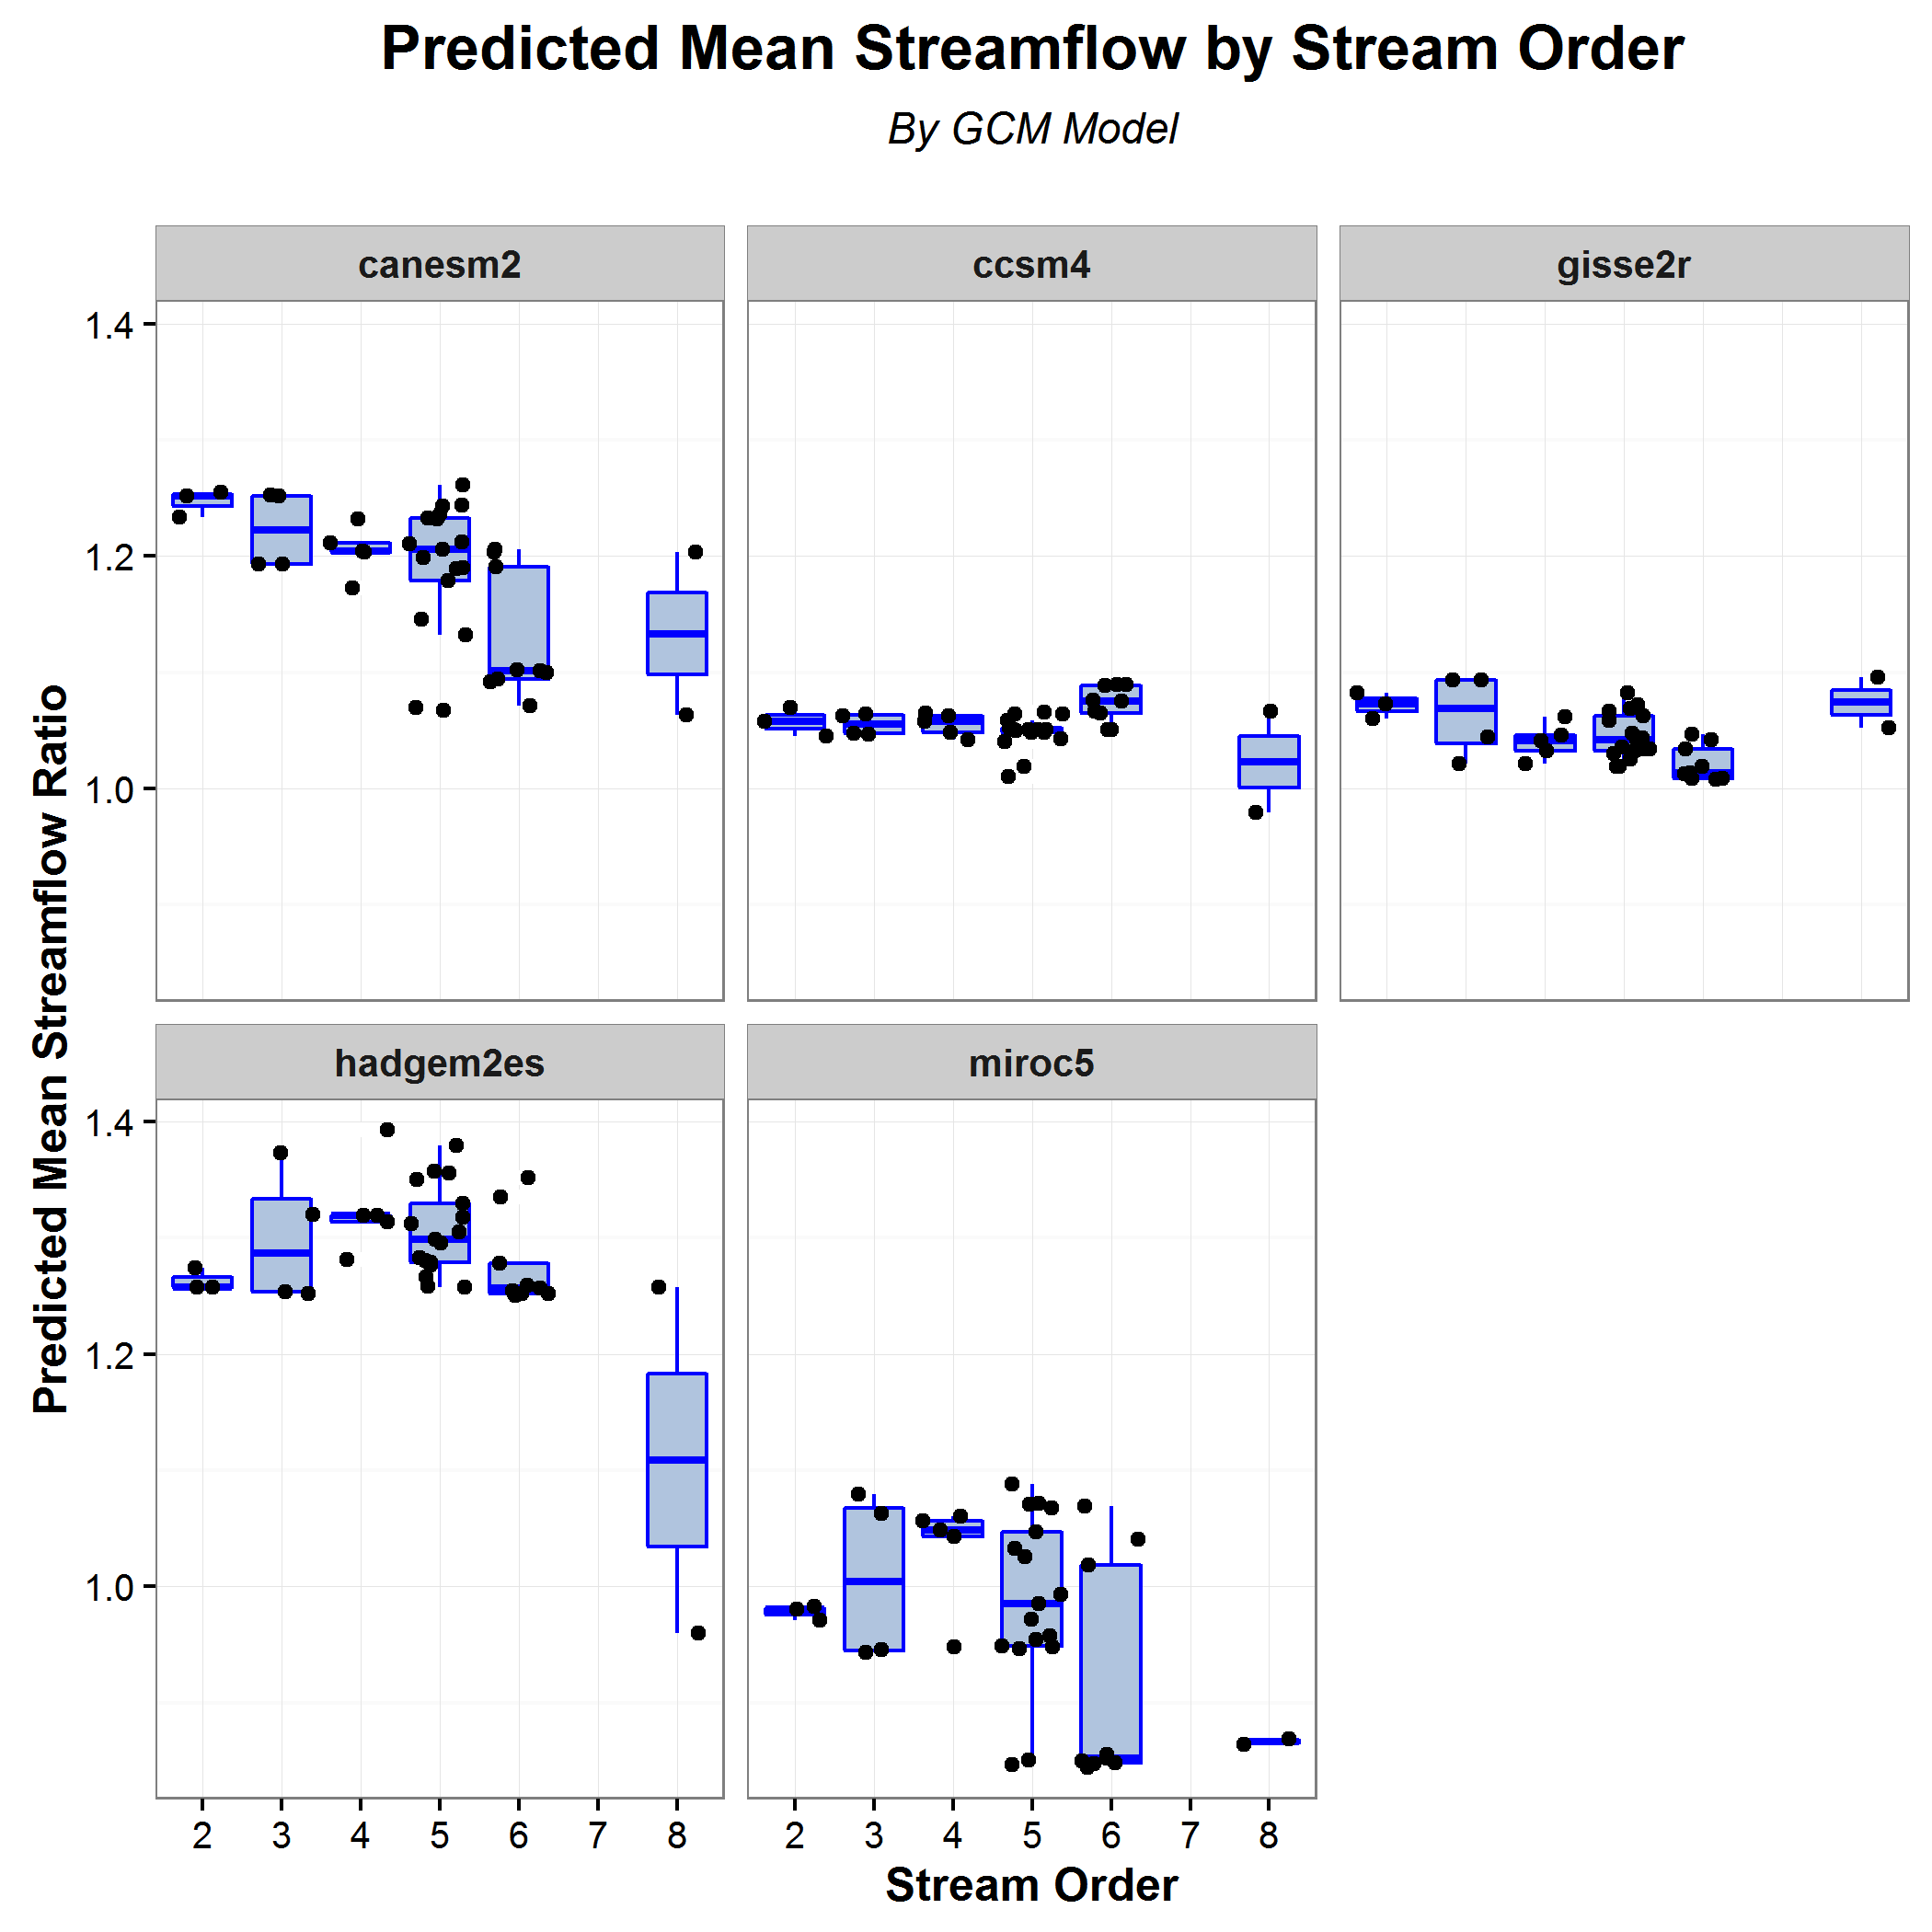 Predicted Mean Streamflow by Stream Order
By GCM Model
canesm2
ccsm4
gisse2r
1.4
1.2
1.0
Predicted Mean Streamflow Ratio
hadgem2es
miroc5
1.4
1.2
1.0
2 3 4 5 6 7 8
2 3 4 5 6 7 8
Stream Order